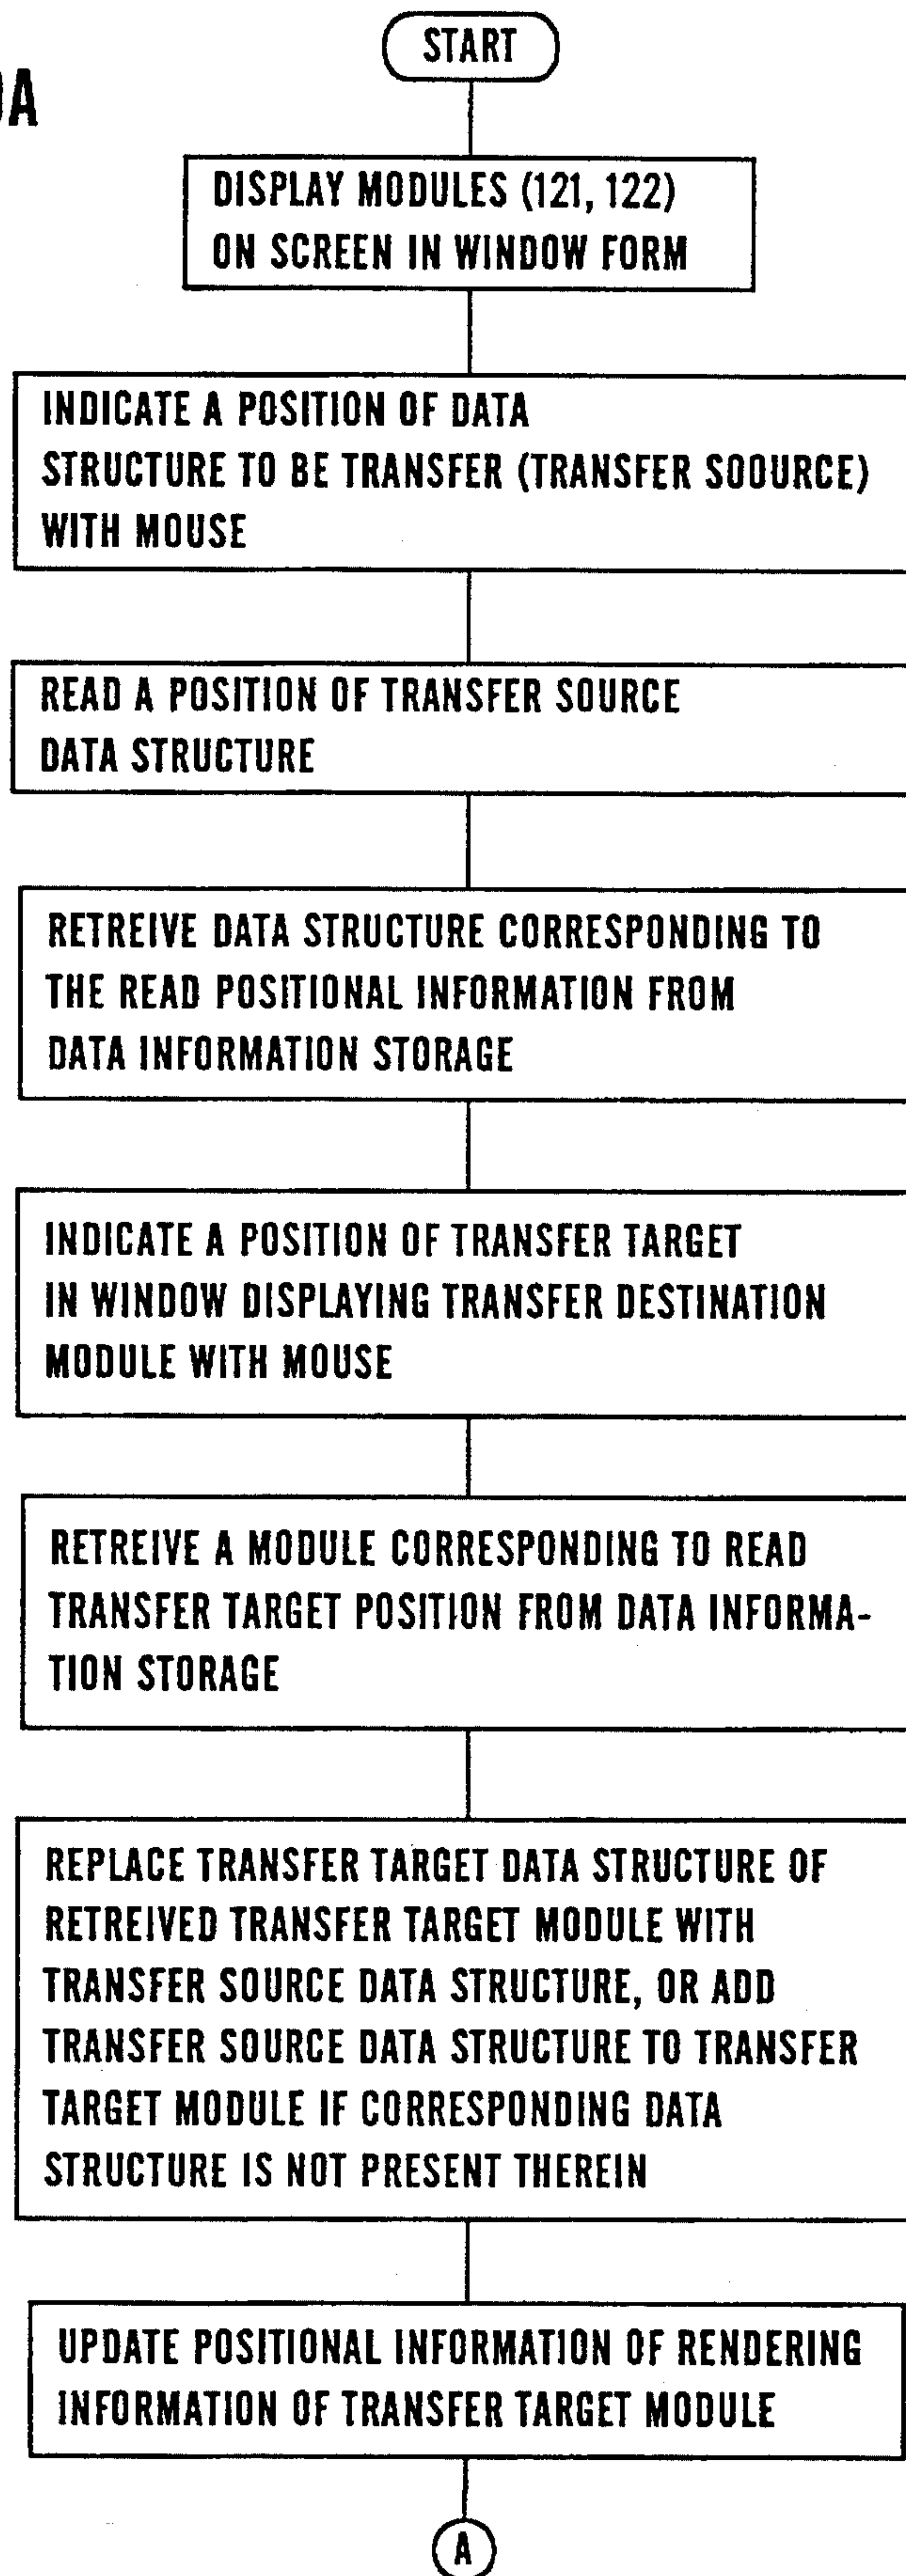 0A
START
DISPLAY MODULES (121, 122)
ON SCREEN IN WINDOW FORM
INDICATE A POSITION OF DATA
STRUCTURE TO BE TRANSFER (TRANSFER SOOURCE)
WITH MOUSE
READ A POSITION OF TRANSFER SOURCE
DATA STRUCTURE
RETREIVE DATA STRUCTURE CORRESPONDING TO
THE READ POSITIONAL INFORMATION FROM
DATA INFORMATION STORAGE
INDICATE A POSITION OF TRANSFER TARGET
IN WINDOW DISPLAYING TRANSFER DESTINATION
MODULE WITH MOUSE
RETREIVE A MODULE CORRESPONDING TO READ
TRANSFER TARGET POSITION FROM DATA INFORMA-
TION STORAGE
REPLACE TRANSFER TARGET DATA STRUCTURE OF
RETREIVED TRANSFER TARGET MODULE WITH
TRANSFER SOURCE DATA STRUCTURE, OR ADD
TRANSFER SOURCE DATA STRUCTURE TO TRANSFER
TARGET MODULE IF CORRESPONDING DATA
STRUCTURE IS NOT PRESENT THEREIN
UPDATE POSITIONAL INFORMATION OF RENDERING
INFORMATION OF TRANSFER TARGET MODULE
A